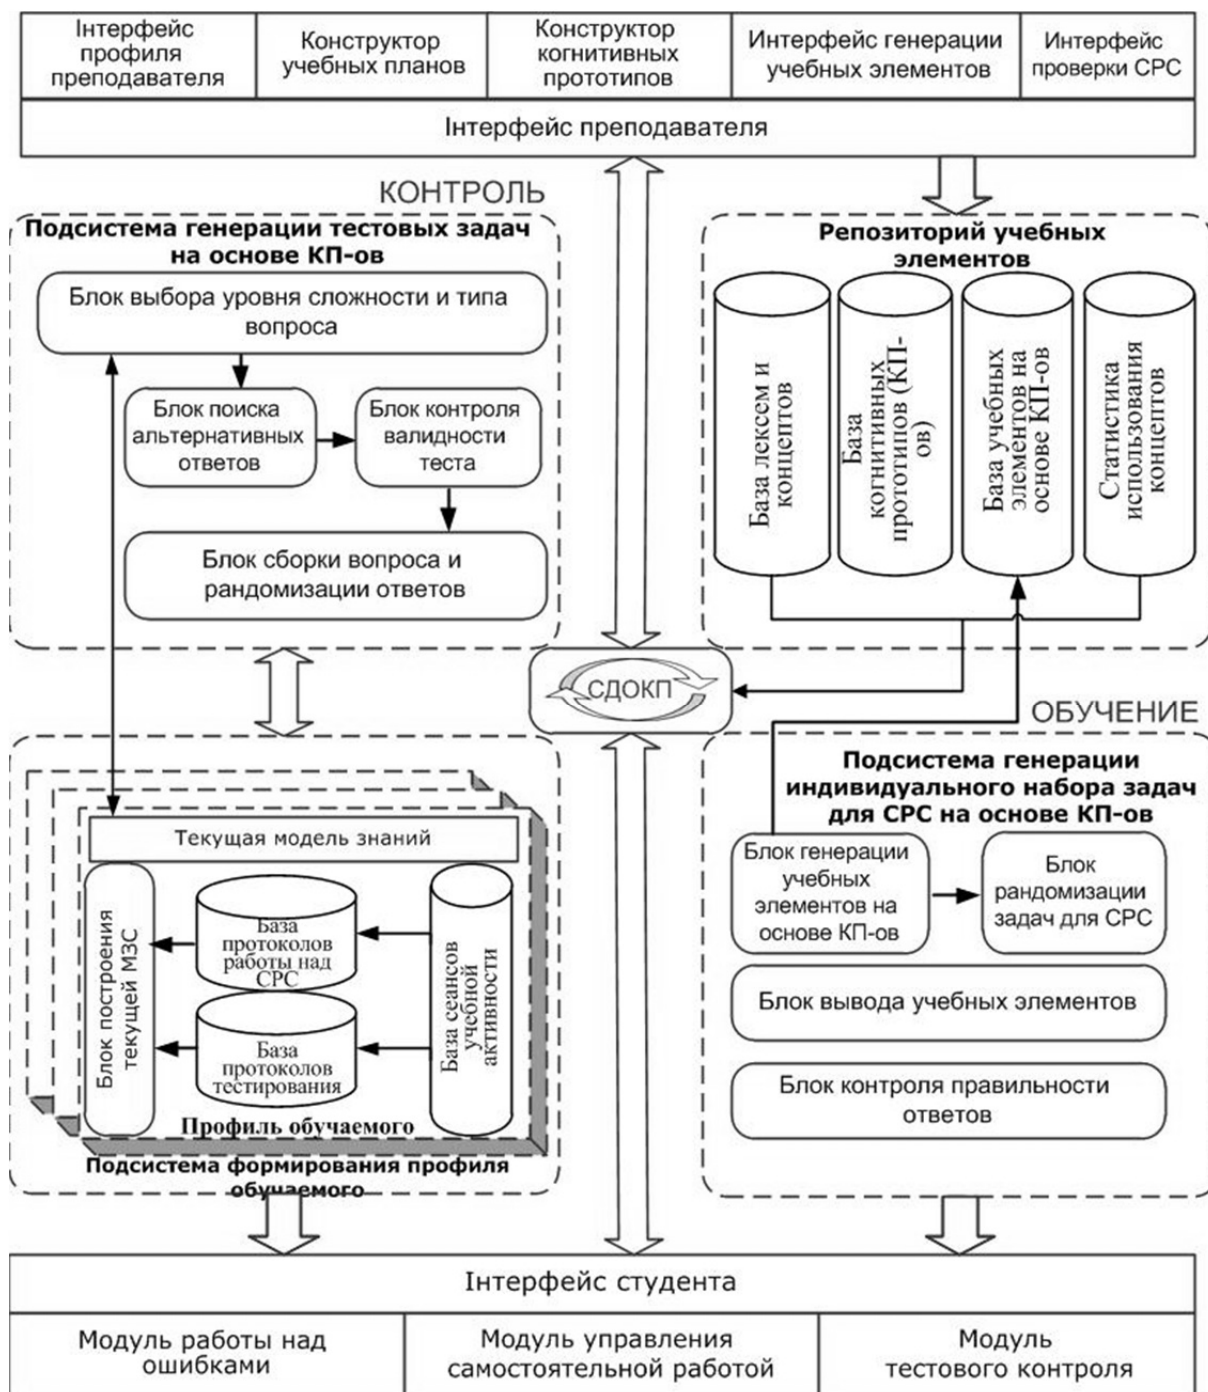 Інтерфейс
профиля
преподавателя
Конструктор
учебных планов
Конструктор
когнитивных
прототипов
Интерфейс генерации
учебных элементов
Интерфейс
проверки СРС
Інтерфейс преподавателя
КОНТРОЛЬ
Подсистема генерации тестовых задач
на основе КП-ов
Блок выбора уровня сложности и типа
вопроса
Блок поиска
альтернативных
ответов
Блок контроля
валидности
теста
Блок сборки вопроса и
рандомизации ответов
Репозиторий учебных
элементов
База лексем и
концептов
База
когнитивных
прототипов (КП-
ов)
База учебных
элементов на
основе КП-ов
Статистика
использования
концептов
СДОКП
ОБУЧЕНИЕ
Подсистема генерации
индивидуального набора задач
для СРС на основе КП-ов
Блок генерации
учебных
элементов на
основе КП-ов
Блок
рандомизации
задач для СРС
Блок вывода учебных элементов
Блок контроля правильности
ответов
Текущая модель знаний
Блок построения
текущей МЗС
База
протоколов
работы над
СРС
База
протоколов
тестирования
База сеансов
учебной
активности
Профиль обучаемого
Подсистема формирования профиля
обучаемого
Інтерфейс студента
Модуль работы над
ошибками
Модуль управления
самостоятельной работой
Модуль
тестового контроля